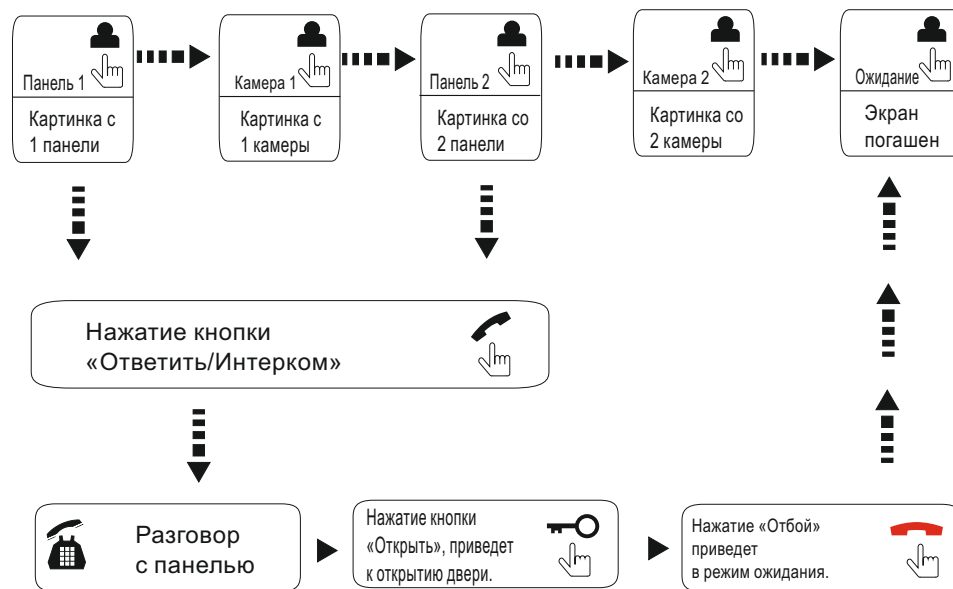 Панель 1
Картинка с
1 панели
Камера 1
Картинка с
1 камеры
Панель 2
Картинка со
2 панели
Камера 2
Картинка со
2 камеры
Ожидание
Экран
погашен
Нажатие кнопки
«Ответить/Интерком»
Разговор
с панелью
Нажатие кнопки
«Открыть», приведет
к открытию двери.
Нажатие «Отбой»
приведет
в режим ожидания.